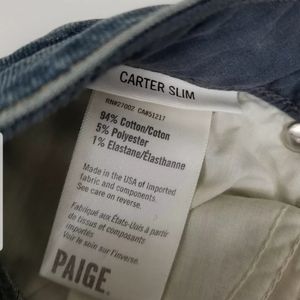 CARTER SLIM
RN#27002 CA#51217
94% Cotton/Coton
5% Polyester
1% Elastane/Élasthanne
Made in the USA of imported
fabric and components.
See care on reverse.
Fabriqué aux États-Unis à partir
de tissus et composants
importés
Voir le soin sur l'inverse.
PAIGE